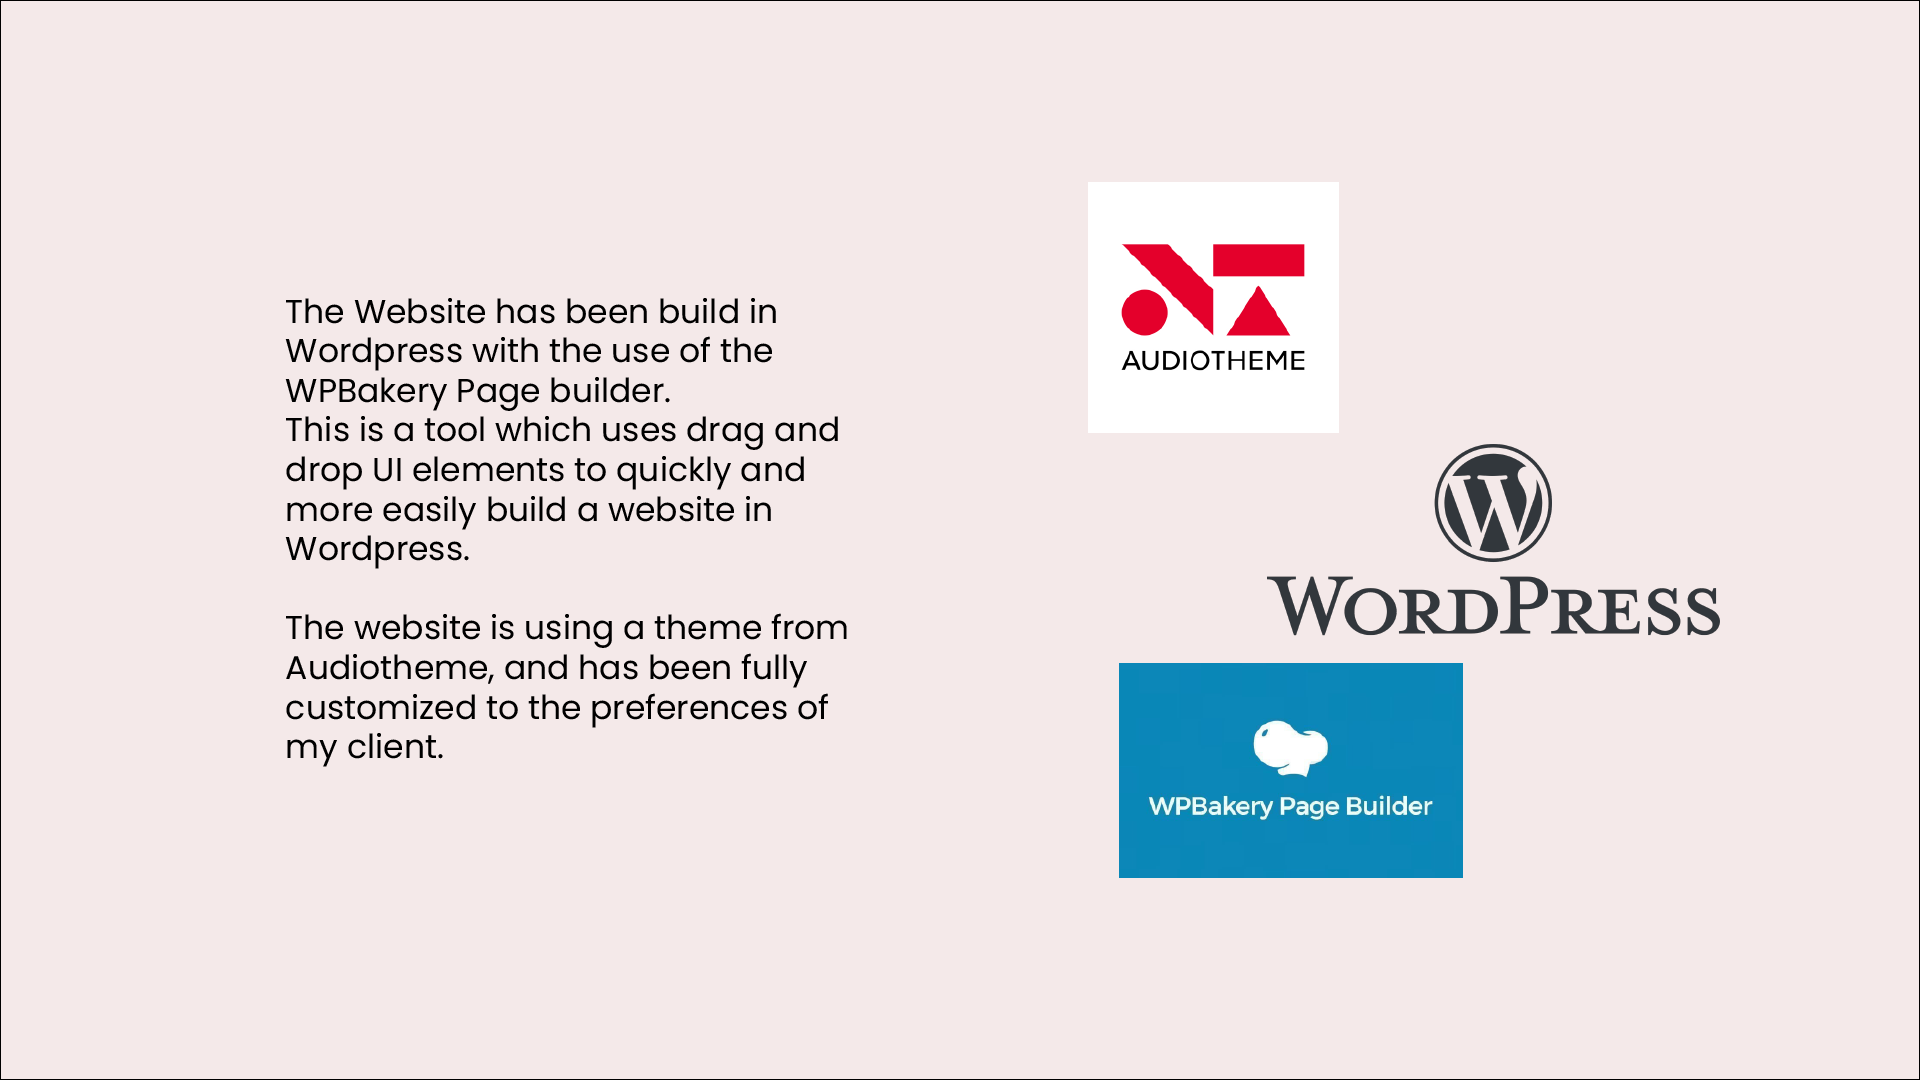 The Website has been build in
Wordpress with the use of the
WPBakery Page builder.
This is a tool which uses drag and
drop UI elements to quickly and
more easily build a website in
Wordpress.
The website is using a theme from
Audiotheme, and has been fully
customized to the preferences of
my client.
AUDIOTHEME
W
WORDPRESS
WPBakery Page Builder